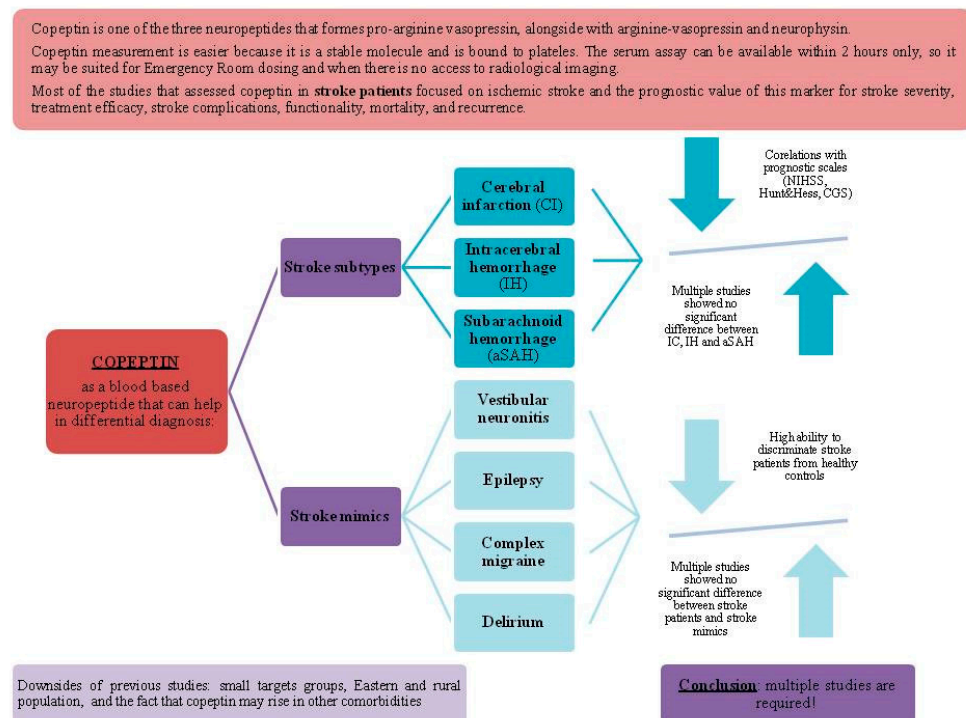 Copeptin is one of the three neuropeptides that formes pro-arginine vasopressin, alongside with arginine-vasopressin and neurophysin.
Copeptin measurement is easier because it is a stable molecule and is bound to plateles. The serum assay can be available within 2 hours only, so it
may be suited for Emergency Room dosing and when there is no access to radiological imaging.
Most of the studies that assessed copeptin in stroke patients focused on ischemic stroke and the prognostic value of this marker for stroke severity,
treatment efficacy, stroke complications, functionality, mortality, and recurrence.
COPEPTIN
as a blood based
neuropeptide that can help
in differential diagnosis:
Stroke subtypes
Cerebral
infarction (CI)
Intracerebral
hemorrhage
(IH)
Subarachnoid
hemorrhage
(aSAH)
Corelations with
prognostic scales
(NIHSS,
Hunt&Hess, CGS)
Multiple studies
showed no
significant
difference between
IC, IH and aSAH
Stroke mimics
Vestibular
neuronitis
Epilepsy
Complex
migraine
Delirium
High ability to
discriminate stroke
patients from healthy
controls
Multiple studies
showed no
significant difference
between stroke
patients and stroke
mimics
Downsides of previous studies: small targets groups, Eastern and rural
population, and the fact that copeptin may rise in other comorbidities
Conclusion: multiple studies are
required!